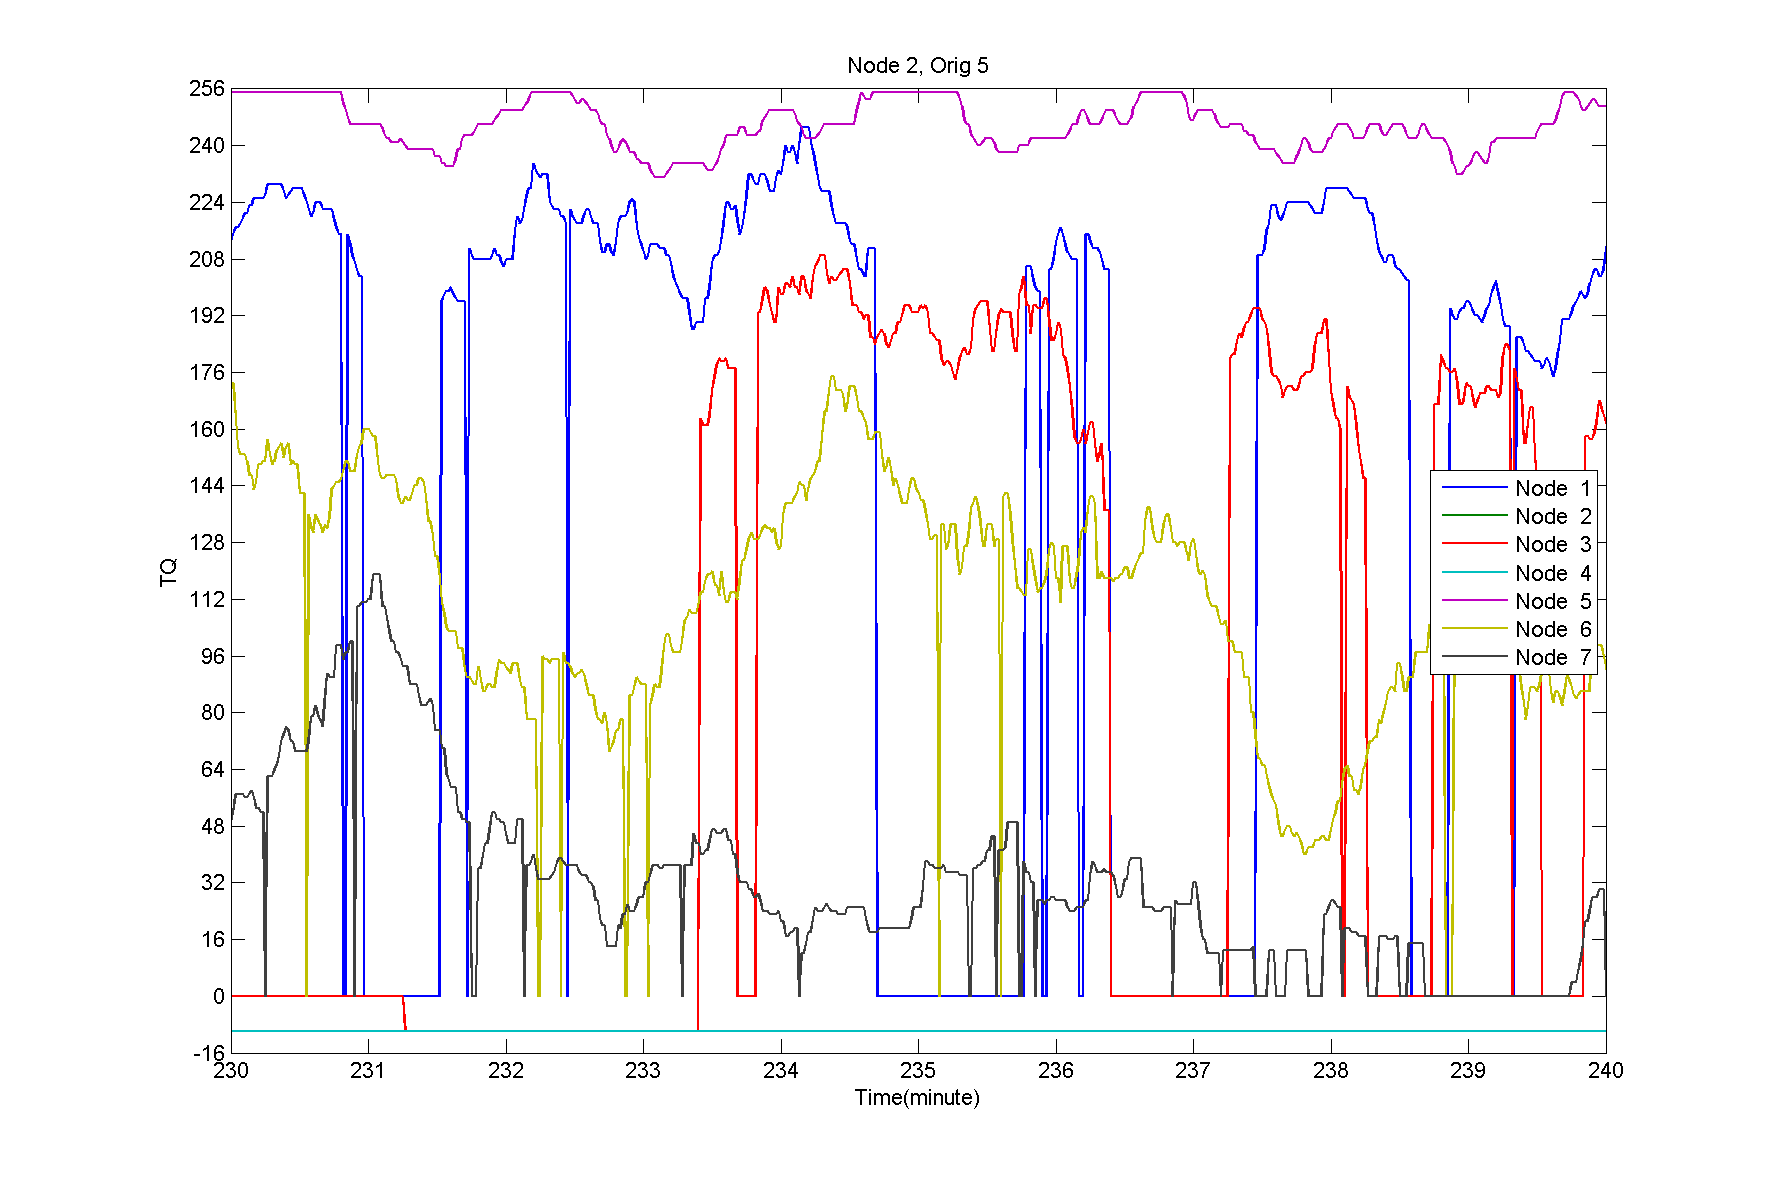 Node 2, Orig 5
256
240
224
208
192
176
160
144
128
112
96
80
64
48
32
16
0
-16
TQ
230 231 232 233 234 235 236 237 238 239 240
Time(minute)
Node 1
Node 2
Node 3
Node 4
Node 5
Node 6
Node 7